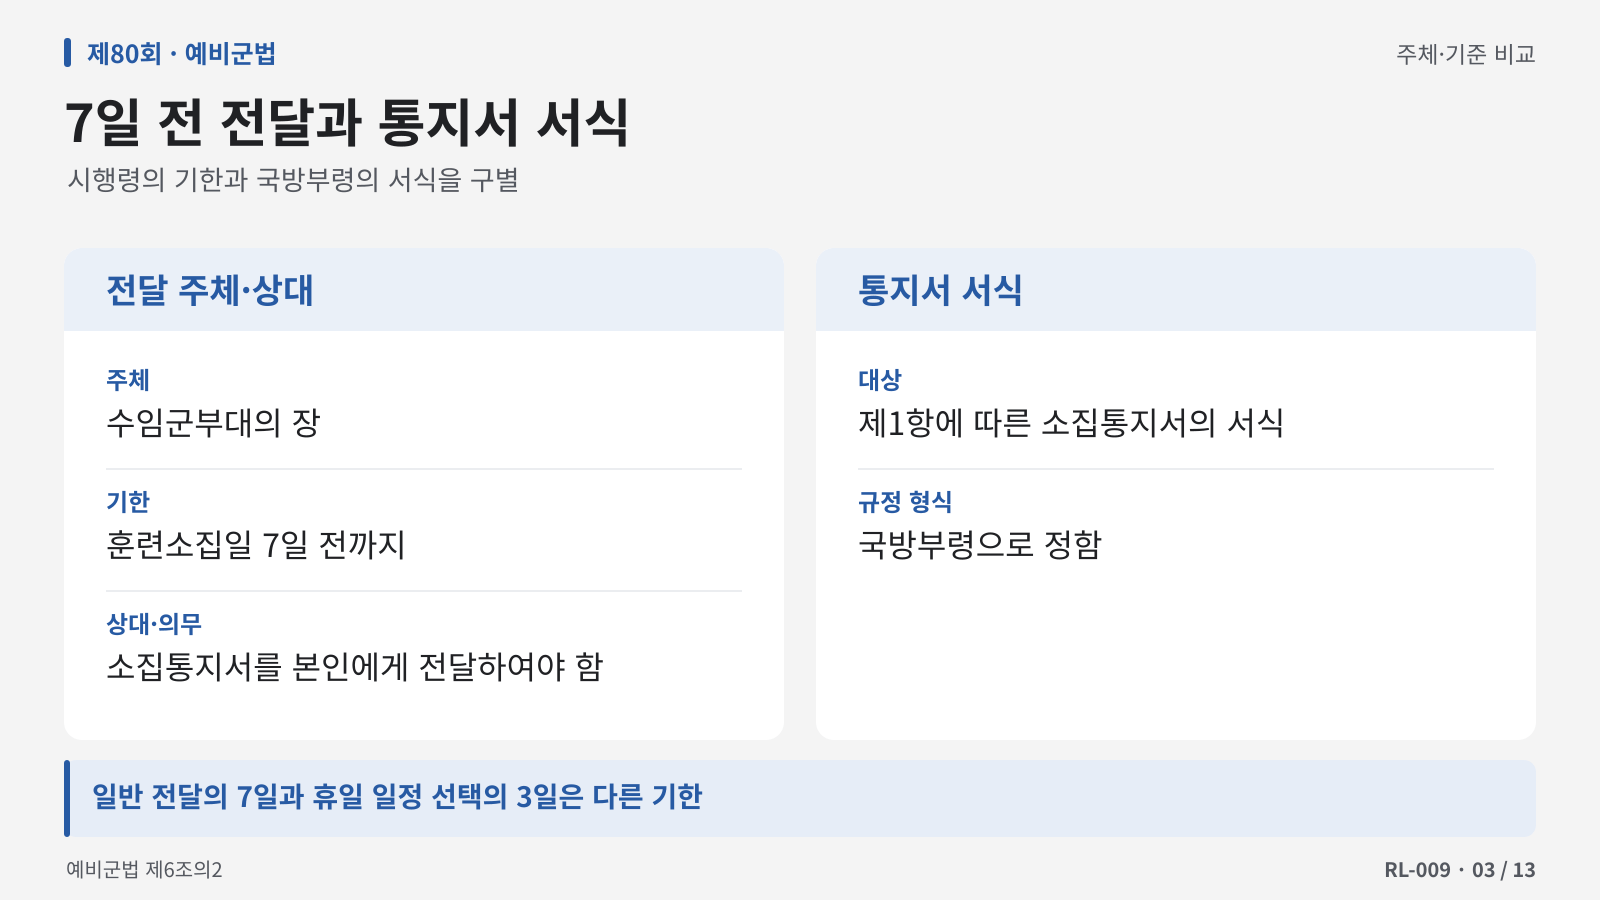 제80회 · 예비군법
주체·기준 비교
7일 전 전달과 통지서 서식
시행령의 기한과 국방부령의 서식을 구별
전달 주체·상대
주체
수임군부대의 장
기한
훈련소집일 7일 전까지
상대·의무
소집통지서를 본인에게 전달하여야 함
통지서 서식
대상
제1항에 따른 소집통지서의 서식
규정 형식
국방부령으로 정함
일반 전달의 7일과 휴일 일정 선택의 3일은 다른 기한
예비군법 제6조의2
RL-009 · 03 / 13